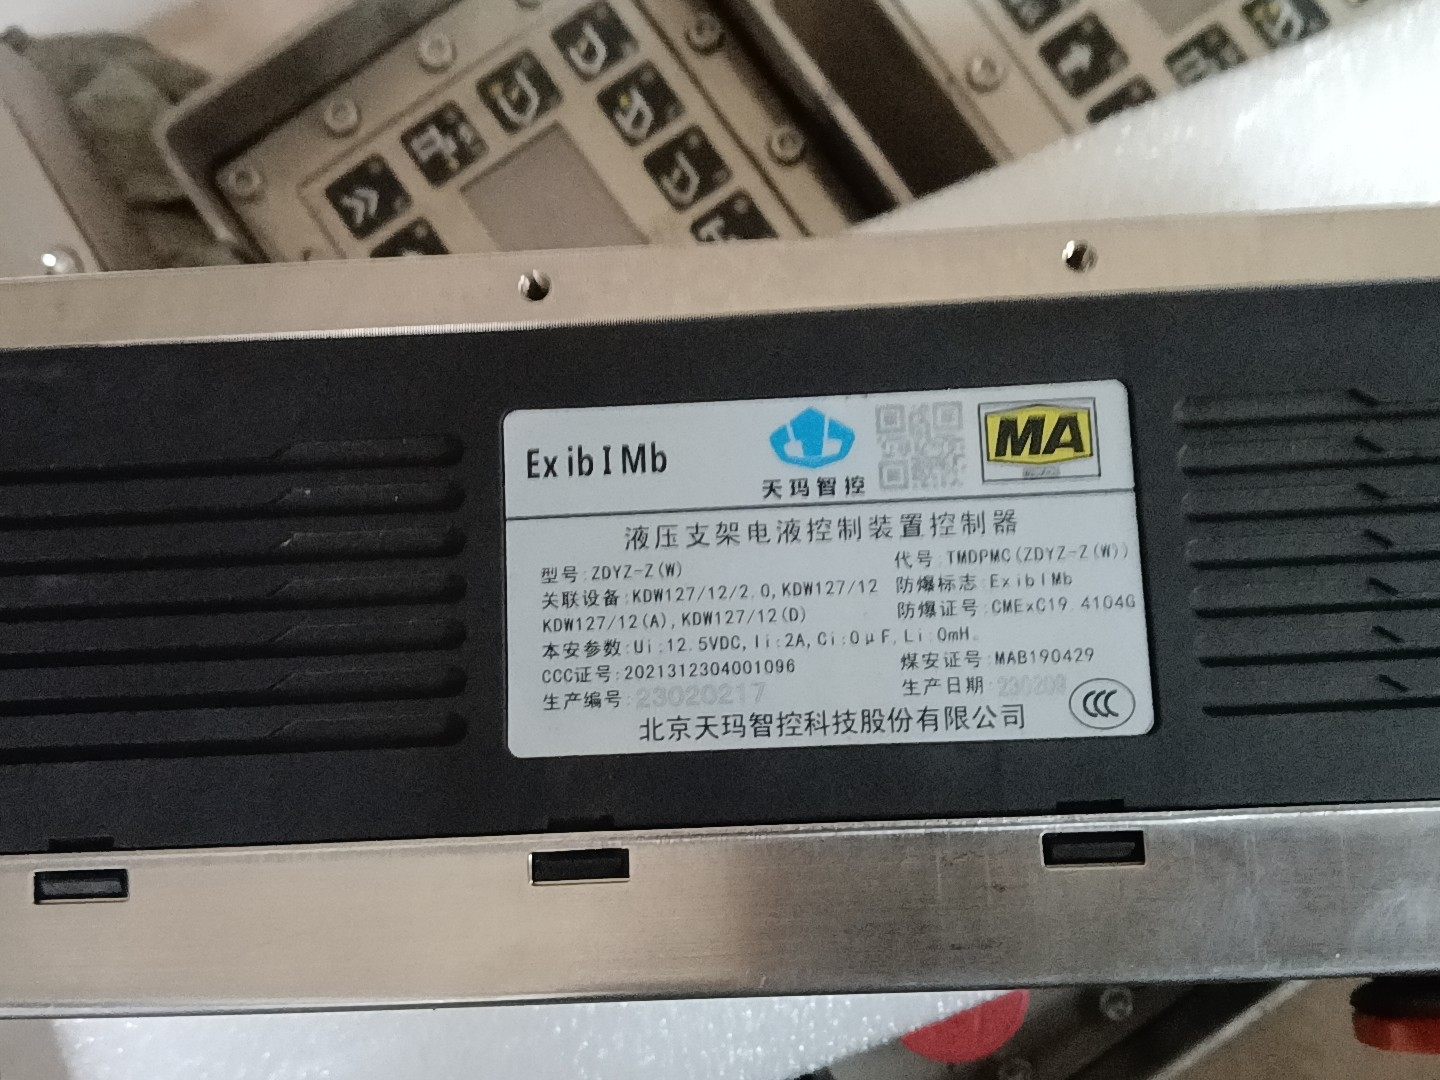 Ex ib I Mb
天玛智控
MA
液压支架电液控制装置控制器
型号:ZDYZ-Z(W)
代号:TMDPMC(ZDYZ-Z(W))
关联设备:KDW127/12/2.0,KDW127/12
防爆标志:ExibIMb
KDW127/12(A),KDW127/12(D)
防爆证号:CMExC19.4104G
本安参数:Ui:12.5VDC,Ii:2A,Ci:0μF,Li:0mH。
CCC证号:2021312304001096
煤安证号:MAB190429
生产编号:23020217
生产日期:
北京天玛智控科技股份有限公司
CCC